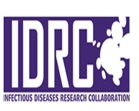 IDRC
INFECTIOUS DISEASES RESEARCH COLLABORATION